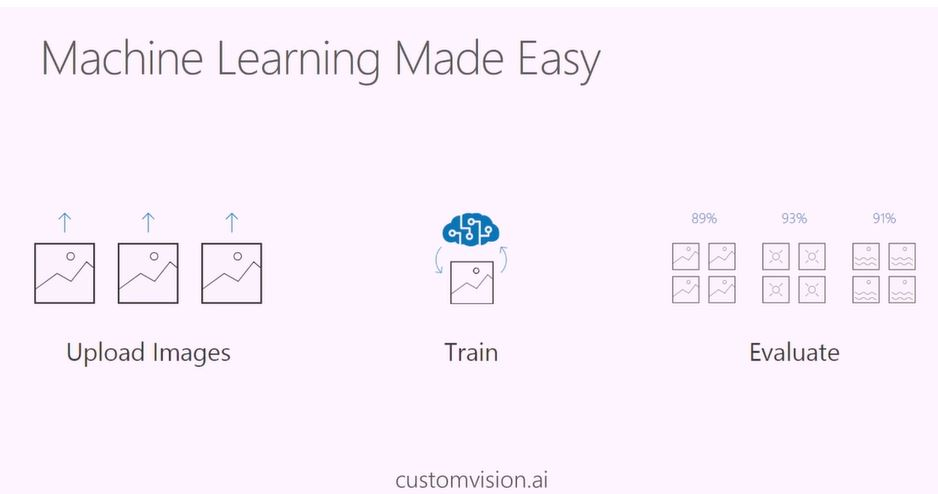 Machine Learning Made Easy
89% 93% 91%
Upload Images Train Evaluate
customvision.ai